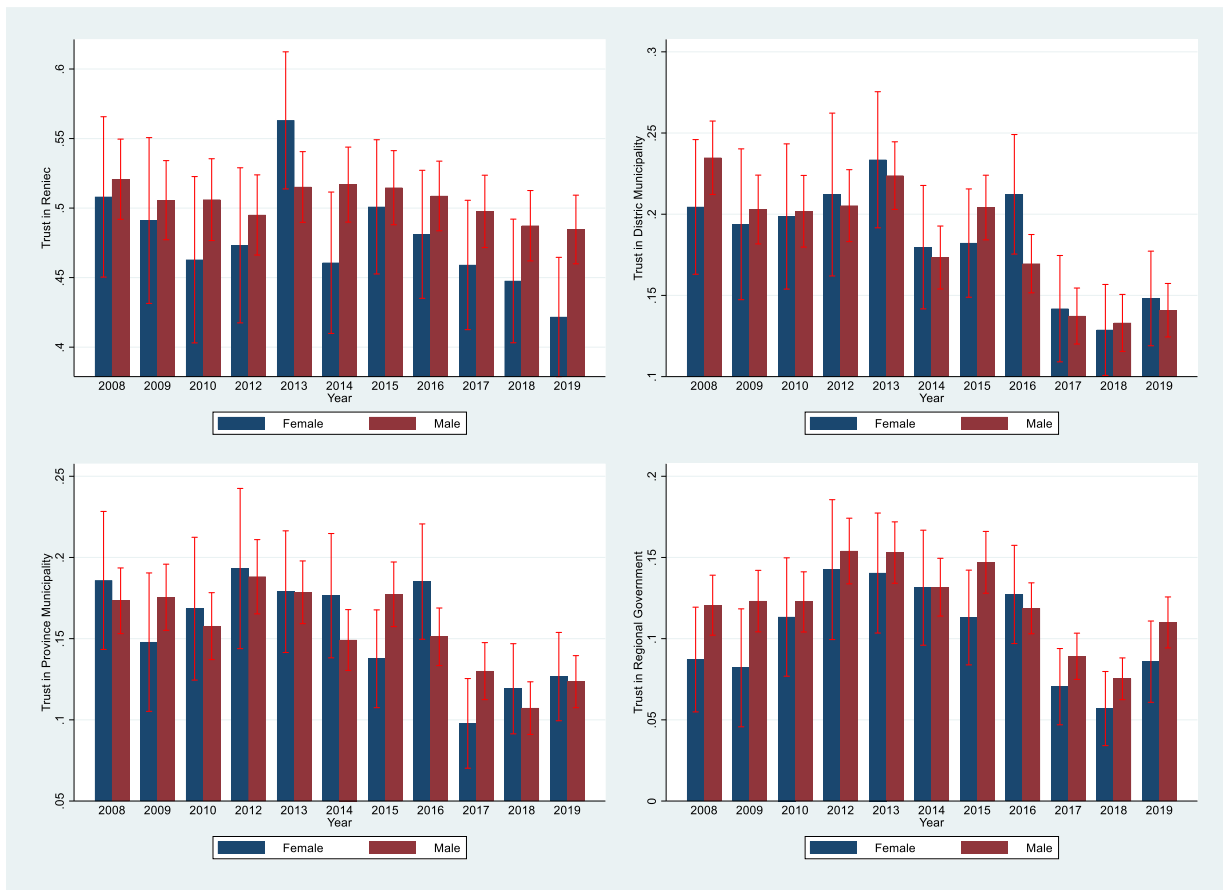 Trust in Reniec
.6
.55
.5
.45
.4
2008 2009 2010 2012 2013 2014 2015 2016 2017 2018 2019
Year
Female Male
Trust in Distric Municipality
.3
.25
.2
.15
.1
2008 2009 2010 2012 2013 2014 2015 2016 2017 2018 2019
Year
Female Male
Trust in Province Municipality
.25
.2
.15
.1
.05
2008 2009 2010 2012 2013 2014 2015 2016 2017 2018 2019
Year
Female Male
Trust in Regional Government
.2
.15
.1
.05
0
2008 2009 2010 2012 2013 2014 2015 2016 2017 2018 2019
Year
Female Male